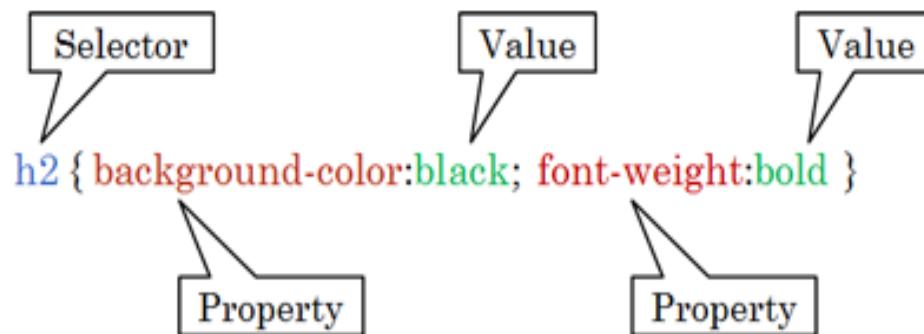 Selector Value Value
h2 { background-color:black; font-weight:bold }
Property Property